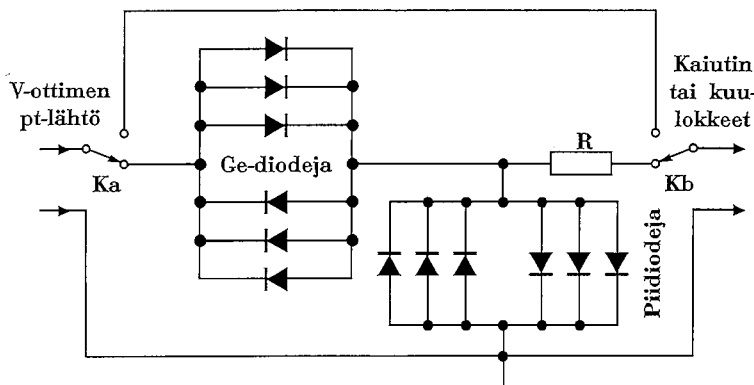 V-ottimen
pt-lähtö
Ka
Ge-diodeja
R
Kaiutin
tai kuu-
lokkeet
Kb
Piidiodeja